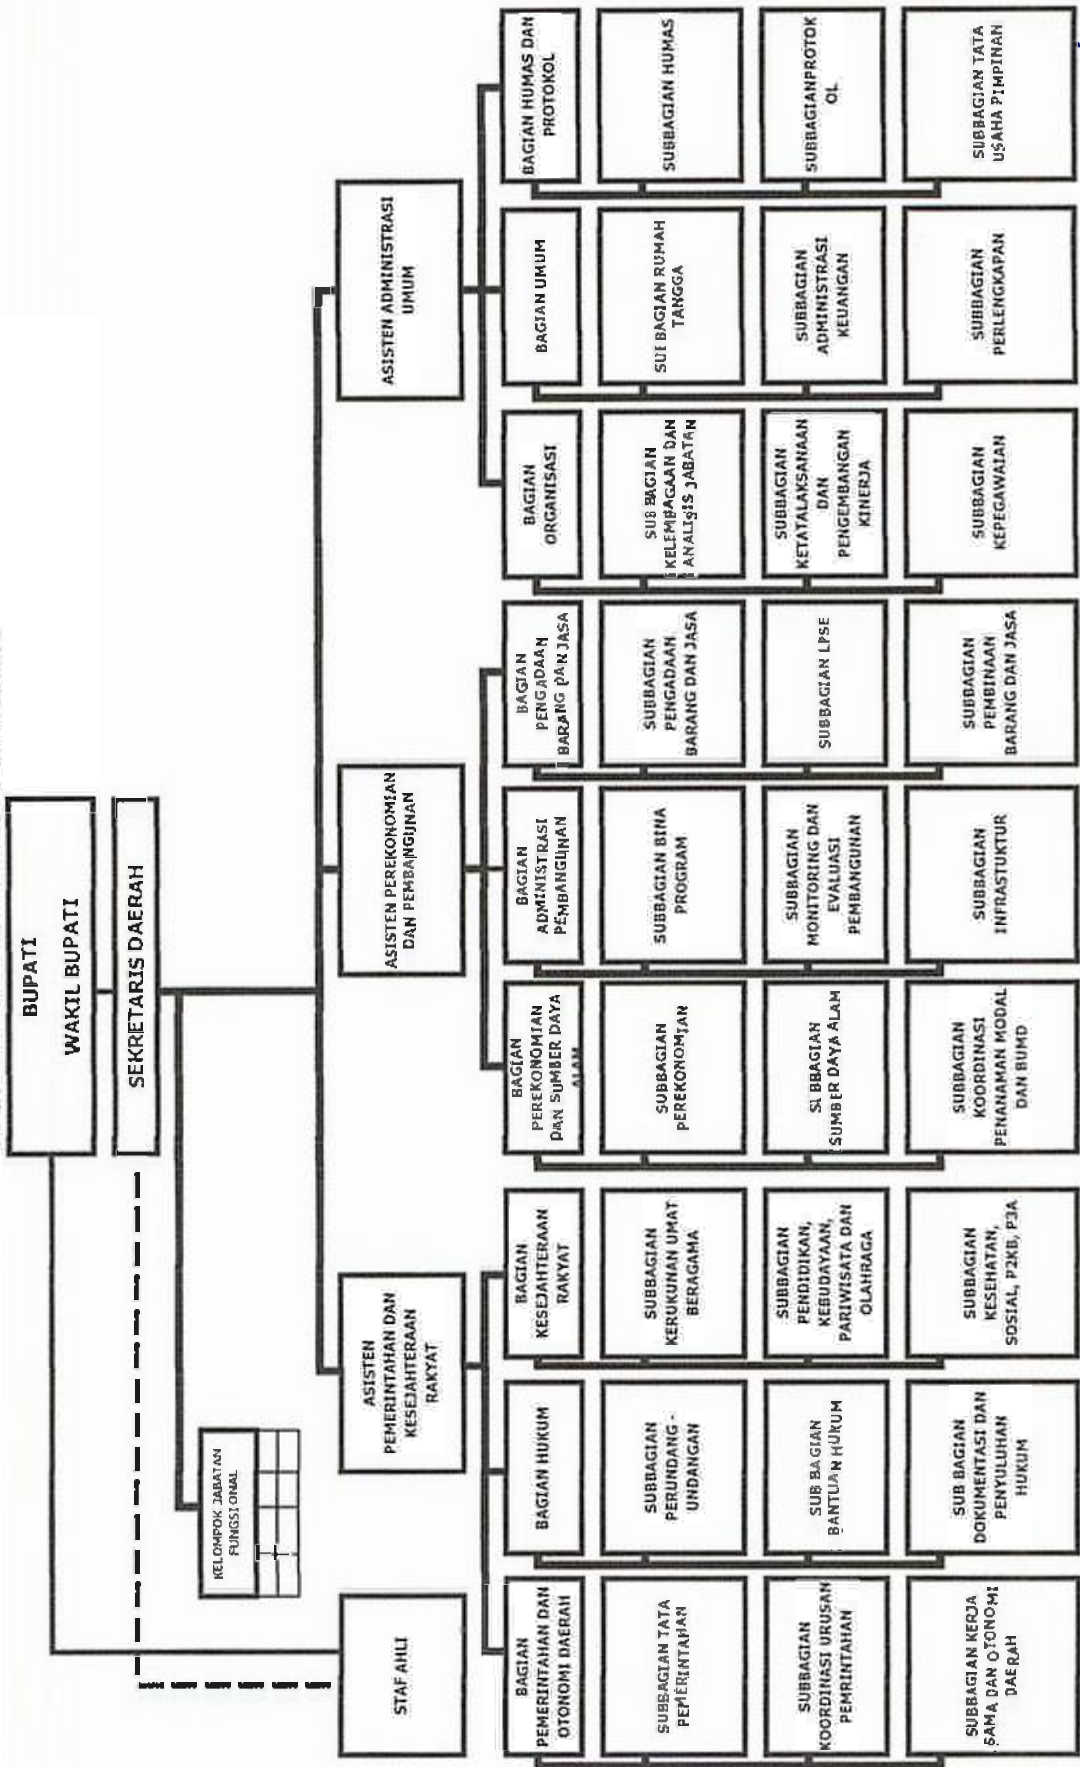 BUPATI
WAKIL BUPATI
SEKRETARIS DAERAH
KELOMPOK JABATAN
FUNGSIONAL
STAF AHLI
ASISTEN
PEMERINTAHAN DAN
KESEJAHTERAAN
RAKYAT
ASISTEN PEREKONOMIAN
DAN PEMBANGUNAN
ASISTEN ADMINISTRASI
UMUM
BAGIAN
PEMERINTAHAN DAN
OTONOMI DAERAH
BAGIAN HUKUM
BAGIAN
KESEJAHTERAAN
RAKYAT
BAGIAN
PEREKONOMIAN
DAN SUMBER DAYA
ALAM
BAGIAN
ADMINISTRASI
PEMBANGUNAN
BAGIAN
PENGADAAN
BARANG DAN JASA
BAGIAN
ORGANISASI
BAGIAN UMUM
BAGIAN HUMAS DAN
PROTOKOL
SUBBAGIAN TATA
PEMERINTAHAN
SUBBAGIAN
PERUNDANG -
UNDANGAN
SUBBAGIAN
KERUKUNAN UMAT
BERAGAMA
SUBBAGIAN
PEREKONOMIAN
SUBBAGIAN BINA
PROGRAM
SUBBAGIAN
PENGADAAN
BARANG DAN JASA
SUB BAGIAN
KELEMBAGAAN DAN
ANALISIS JABATAN
SUB BAGIAN RUMAH
TANGGA
SUBBAGIAN HUMAS
SUBBAGIAN
KOORDINASI URUSAN
PEMRINTAHAN
SUB BAGIAN
BANTUAN HUKUM
SUBBAGIAN
PENDIDIKAN,
KEBUDAYAAN,
PARIWISATA DAN
OLAHRAGA
SUBBAGIAN
SUMBER DAYA ALAM
SUBBAGIAN
MONITORING DAN
EVALUASI
PEMBANGUNAN
SUBBAGIAN LPSE
SUBBAGIAN
KETATALAKSANAAN
DAN
PENGEMBANGAN
KINERJA
SUBBAGIAN
ADMINISTRASI
KEUANGAN
SUBBAGIANPROTOK
OL
SUBBAGIAN KERJA
SAMA DAN OTONOMI
DAERAH
SUB BAGIAN
DOKUMENTASI DAN
PENYULUHAN
HUKUM
SUBBAGIAN
KESEHATAN,
SOSIAL, P2KB, P3A
SUBBAGIAN
KOORDINASI
PENANAMAN MODAL
DAN BUMD
SUBBAGIAN
INFRASTUKTUR
SUBBAGIAN
PEMBINAAN
BARANG DAN JASA
SUBBAGIAN
KEPEGAWAIAN
SUBBAGIAN
PERLENGKAPAN
SUBBAGIAN TATA
USAHA PIMPINAN